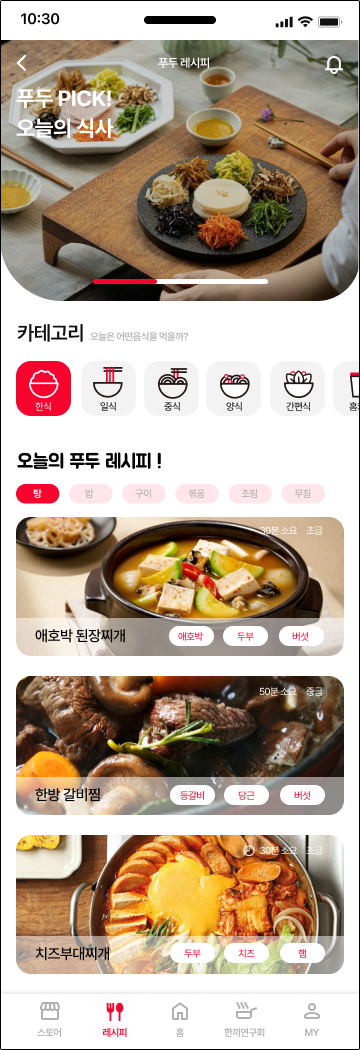 10:30
푸두 레시피
푸두 PICK!
오늘의 식사
카테고리 오늘은 어떤음식을 먹을까?
한식 일식 중식 양식 간편식
오늘의 푸두 레시피 !
탕 밥 구이 볶음 조림 무침
30분 소요 초급
애호박 된장찌개 애호박 두부 버섯
50분 소요 중급
한방 갈비찜 등갈비 당근 버섯
30분 소요 초급
치즈부대찌개 두부 치즈 햄
스토어 레시피 홈 한끼연구회 MY